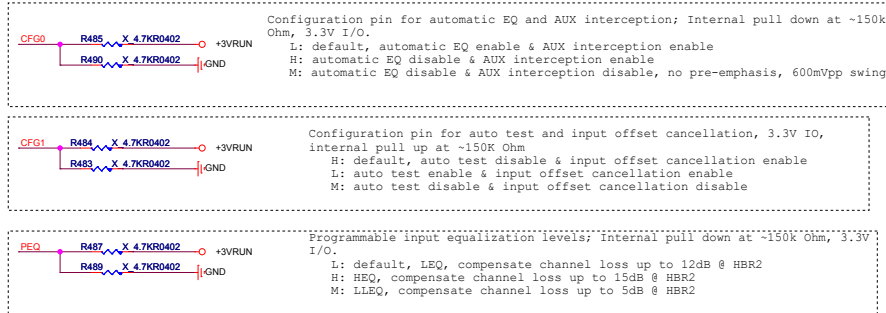 Configuration pin for automatic EQ and AUX interception; Internal pull down at ~150k
Ohm, 3.3V I/O.
L: default, automatic EQ enable & AUX interception enable
H: automatic EQ disable & AUX interception enable
M: automatic EQ disable & AUX interception disable, no pre-emphasis, 600mVpp swing
CFG0 R485 X_4.7KR0402 +3VRUN
R490 X_4.7KR0402 GND
Configuration pin for auto test and input offset cancellation, 3.3V IO,
internal pull up at ~150K Ohm
H: default, auto test disable & input offset cancellation enable
L: auto test enable & input offset cancellation enable
M: auto test disable & input offset cancellation disable
CFG1 R484 X_4.7KR0402 +3VRUN
R483 X_4.7KR0402 GND
Programmable input equalization levels; Internal pull down at ~150k Ohm, 3.3V
I/O.
L: default, LEQ, compensate channel loss up to 12dB @ HBR2
H: HEQ, compensate channel loss up to 15dB @ HBR2
M: LLEQ, compensate channel loss up to 5dB @ HBR2
PEQ R487 X_4.7KR0402 +3VRUN
R489 X_4.7KR0402 GND